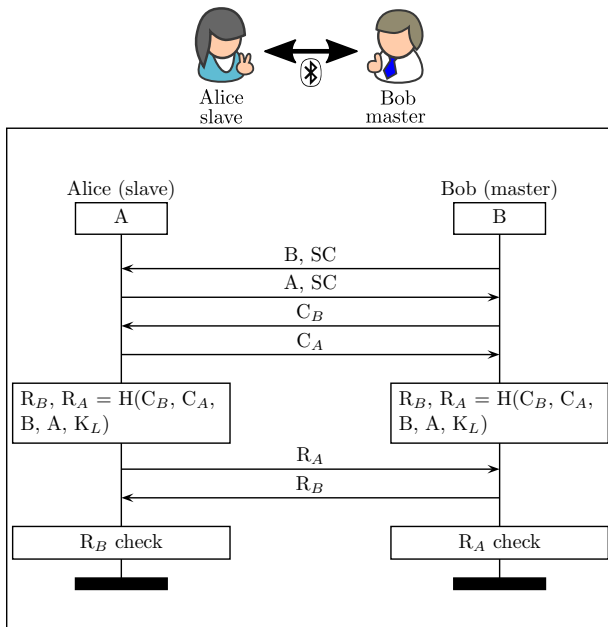 Alice
slave
Bob
master
Alice (slave)
Bob (master)
A
B
B, SC
A, SC
C_B
C_A
R_B, R_A = H(C_B, C_A,
B, A, K_L)
R_B, R_A = H(C_B, C_A,
B, A, K_L)
R_A
R_B
R_B check
R_A check